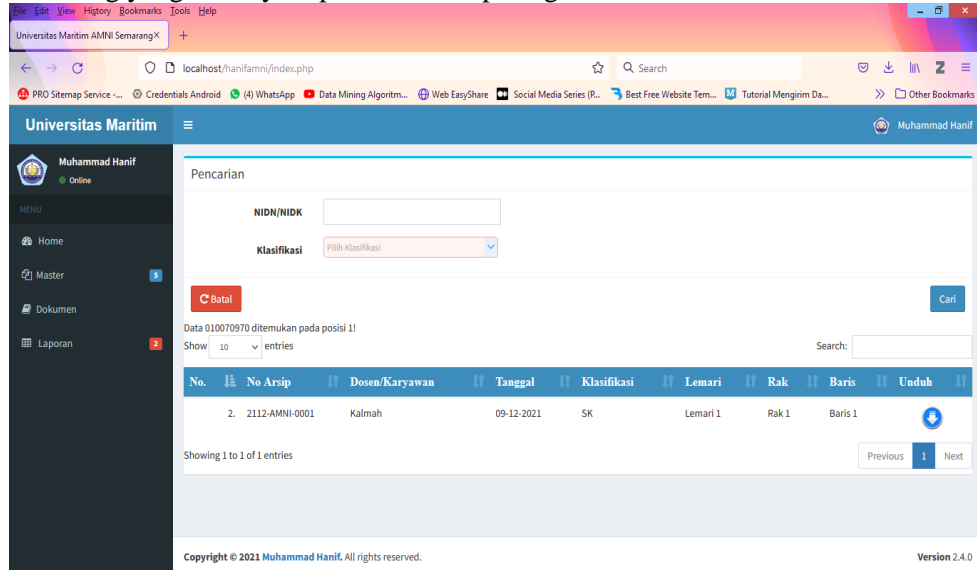 File Edit View History Bookmarks Tools Help
Universitas Maritim AMNI Semarang × +
localhost/hanifamni/index.php Search
PRO Sitemap Service -... Credentials Android (4) WhatsApp Data Mining Algoritm... Web EasyShare Social Media Series (P... Best Free Website Tem... Tutorial Mengirim Da... Other Bookmarks
Universitas Maritim Muhammad Hanif
Muhammad Hanif
Online
MENU
Home
Master 5
Dokumen
Laporan 2
Pencarian
NIDN/NIDK
Klasifikasi Pilih Klasifikasi
Batal Cari
Data 010070970 ditemukan pada posisi 1!
Show 10 entries Search:
No. No Arsip Dosen/Karyawan Tanggal Klasifikasi Lemari Rak Baris Unduh
2. 2112-AMNI-0001 Kalmah 09-12-2021 SK Lemari 1 Rak 1 Baris 1
Showing 1 to 1 of 1 entries Previous 1 Next
Copyright © 2021 Muhammad Hanif. All rights reserved. Version 2.4.0